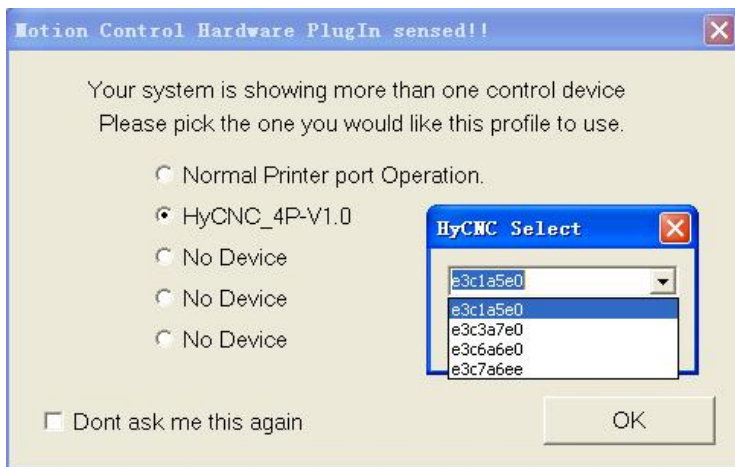 Motion Control Hardware PlugIn sensed!!
Your system is showing more than one control device
Please pick the one you would like this profile to use.
Normal Printer port Operation.
HyCNC_4P-V1.0
No Device
No Device
No Device
HyCNC Select
e3c1a5e0
e3c1a5e0
e3c3a7e0
e3c6a6e0
e3c7a6ee
Dont ask me this again
OK